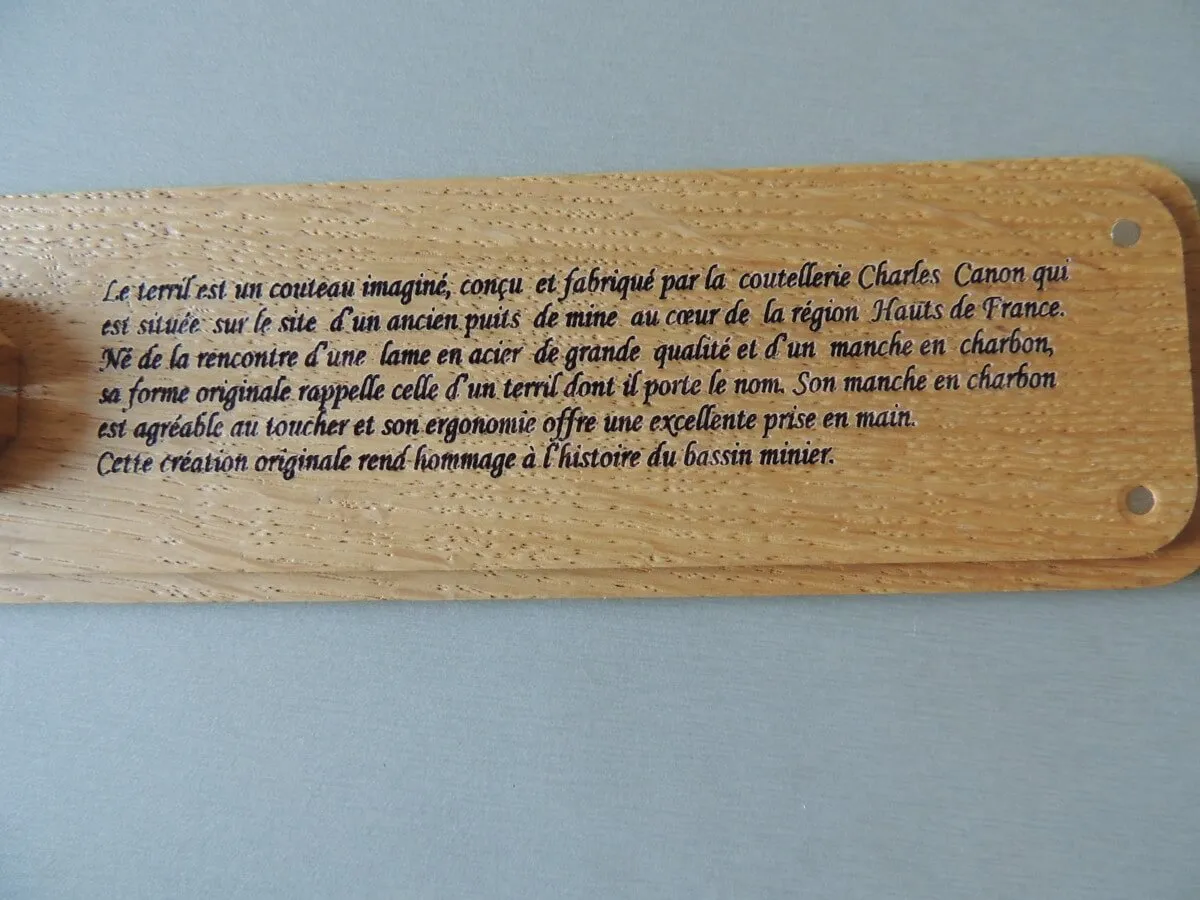 Le terril est un couteau imaginé, conçu et fabriqué par la coutellerie Charles Canon qui
est située sur le site d'un ancien puits de mine au cœur de la région Hauts de France.
Né de la rencontre d'une lame en acier de grande qualité et d'un manche en charbon,
sa forme originale rappelle celle d'un terril dont il porte le nom. Son manche en charbon
est agréable au toucher et son ergonomie offre une excellente prise en main.
Cette création originale rend hommage à l'histoire du bassin minier.